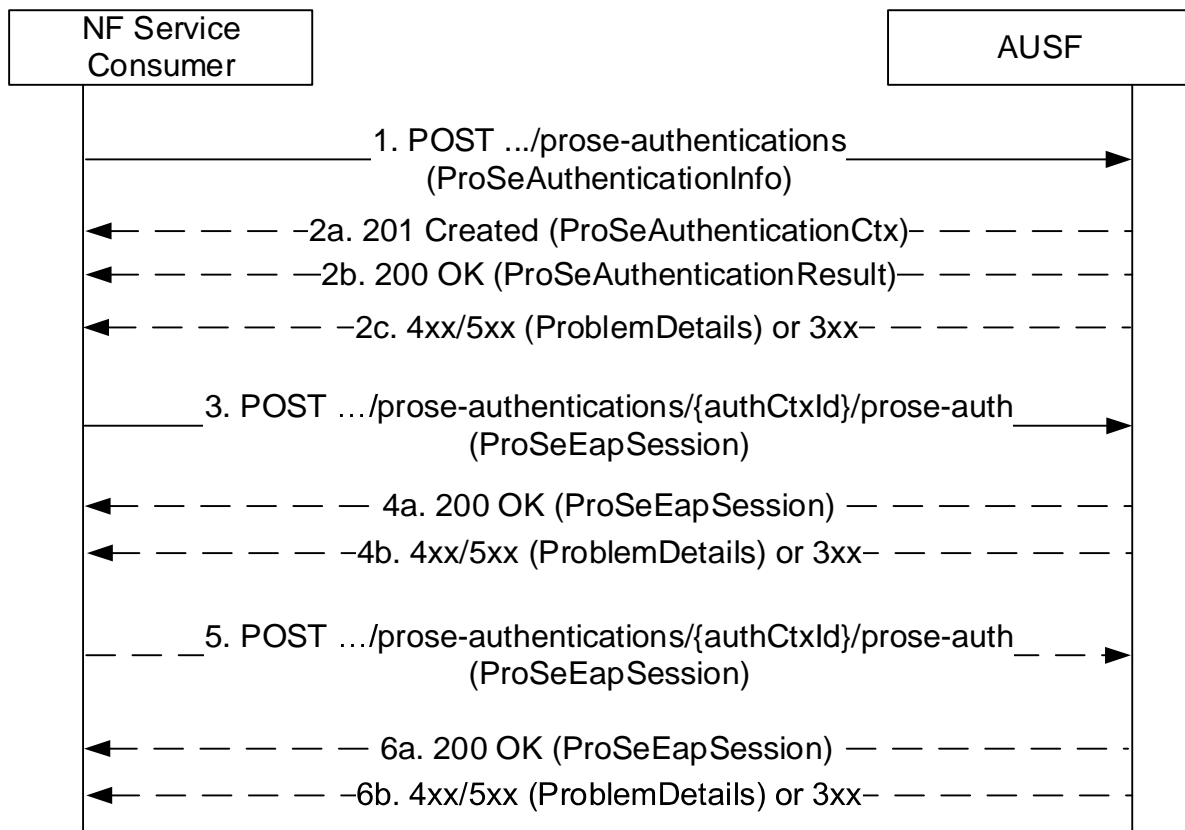 NF Service
Consumer
AUSF
1. POST .../prose-authentications
(ProSeAuthenticationInfo)
2a. 201 Created (ProSeAuthenticationCtx)
2b. 200 OK (ProSeAuthenticationResult)
2c. 4xx/5xx (ProblemDetails) or 3xx
3. POST …/prose-authentications/{authCtxId}/prose-auth
(ProSeEapSession)
4a. 200 OK (ProSeEapSession)
4b. 4xx/5xx (ProblemDetails) or 3xx
5. POST …/prose-authentications/{authCtxId}/prose-auth
(ProSeEapSession)
6a. 200 OK (ProSeEapSession)
6b. 4xx/5xx (ProblemDetails) or 3xx